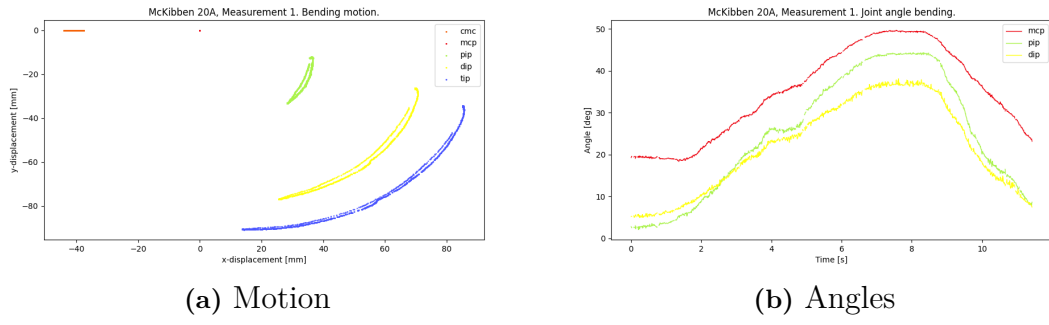 McKibben 20A, Measurement 1. Bending motion.
0
−20
−40
−60
−80
y-displacement [mm]
−40
−20
0
20
40
60
80
x-displacement [mm]
cmc
mcp
pip
dip
tip
(a) Motion
McKibben 20A, Measurement 1. Joint angle bending.
50
40
30
20
10
0
Angle [deg]
0
2
4
6
8
10
Time [s]
mcp
pip
dip
(b) Angles